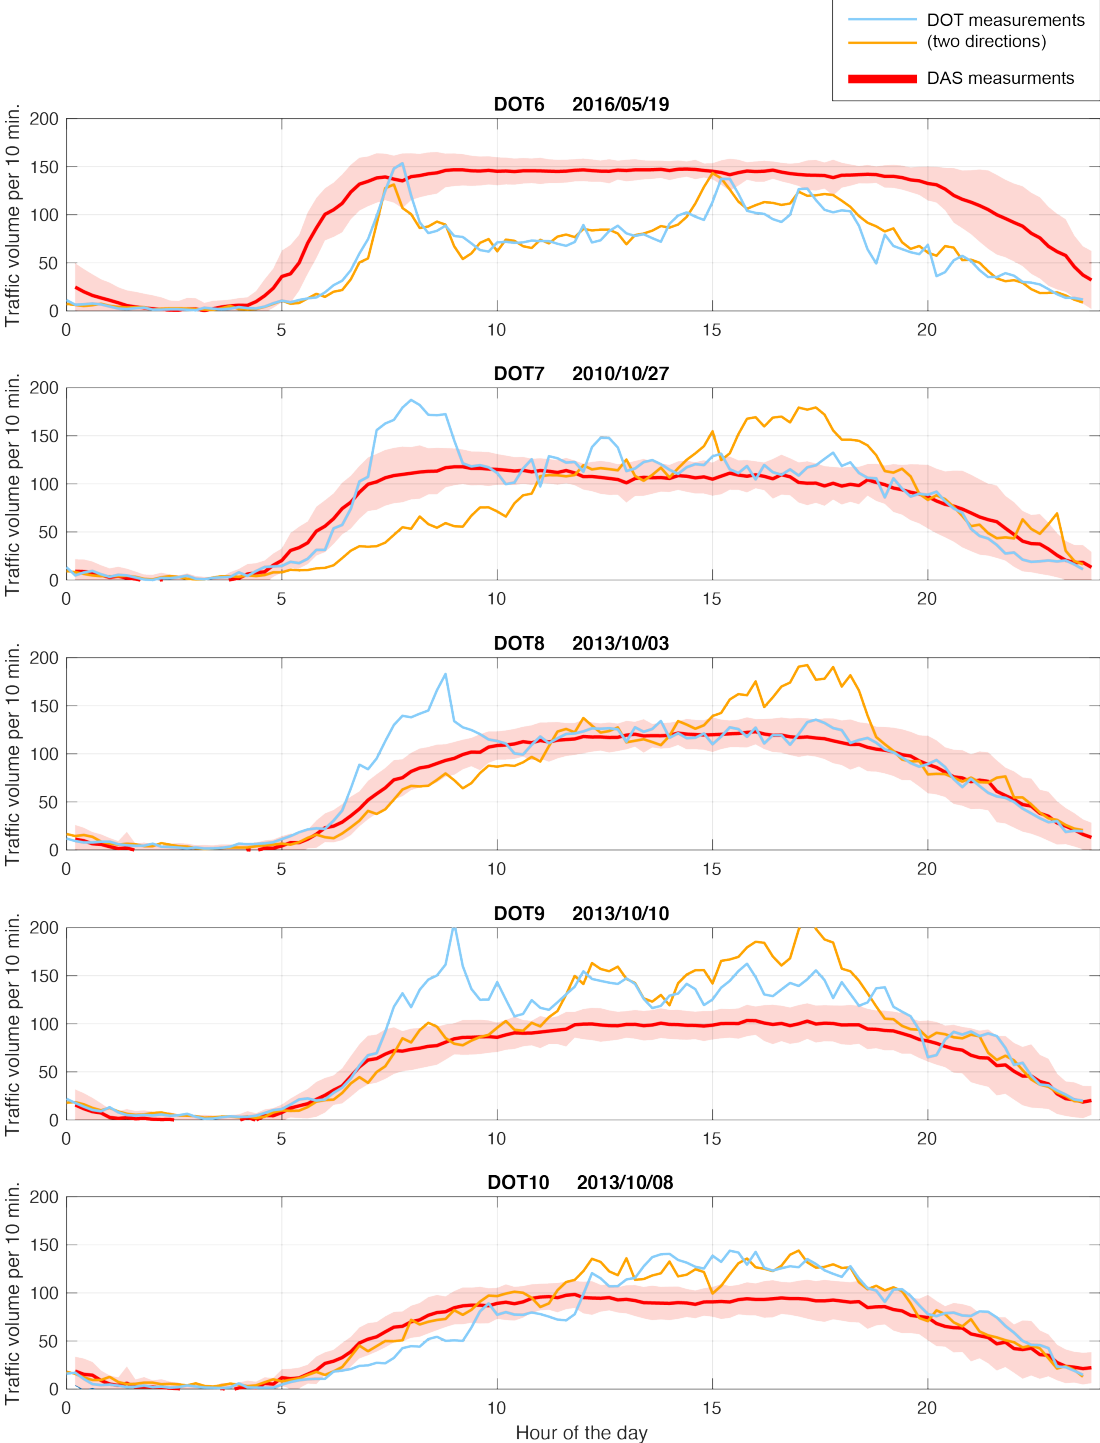 DOT measurements
(two directions)
DAS measurments
DOT6 2016/05/19
Traffic volume per 10 min.
200
150
100
50
0
0 5 10 15 20
DOT7 2010/10/27
Traffic volume per 10 min.
200
150
100
50
0
0 5 10 15 20
DOT8 2013/10/03
Traffic volume per 10 min.
200
150
100
50
0
0 5 10 15 20
DOT9 2013/10/10
Traffic volume per 10 min.
200
150
100
50
0
0 5 10 15 20
DOT10 2013/10/08
Traffic volume per 10 min.
200
150
100
50
0
0 5 10 15 20
Hour of the day